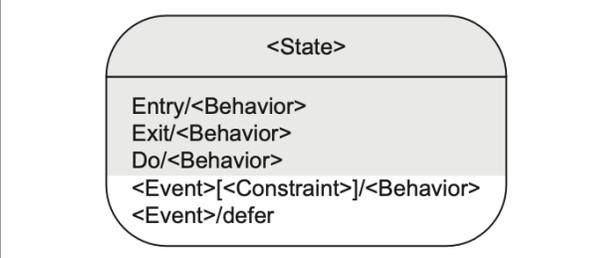 <State>
Entry/<Behavior>
Exit/<Behavior>
Do/<Behavior>
<Event>[<Constraint>]/<Behavior>
<Event>/defer